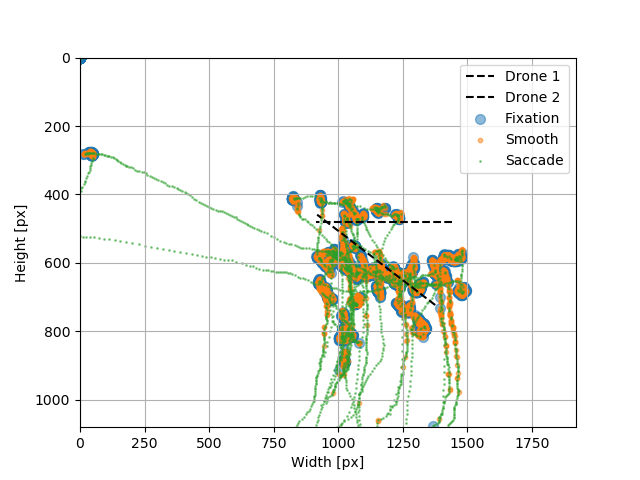 0
200
400
600
800
1000
Height [px]
0
250
500
750
1000
1250
1500
1750
Width [px]
Drone 1
Drone 2
Fixation
Smooth
Saccade